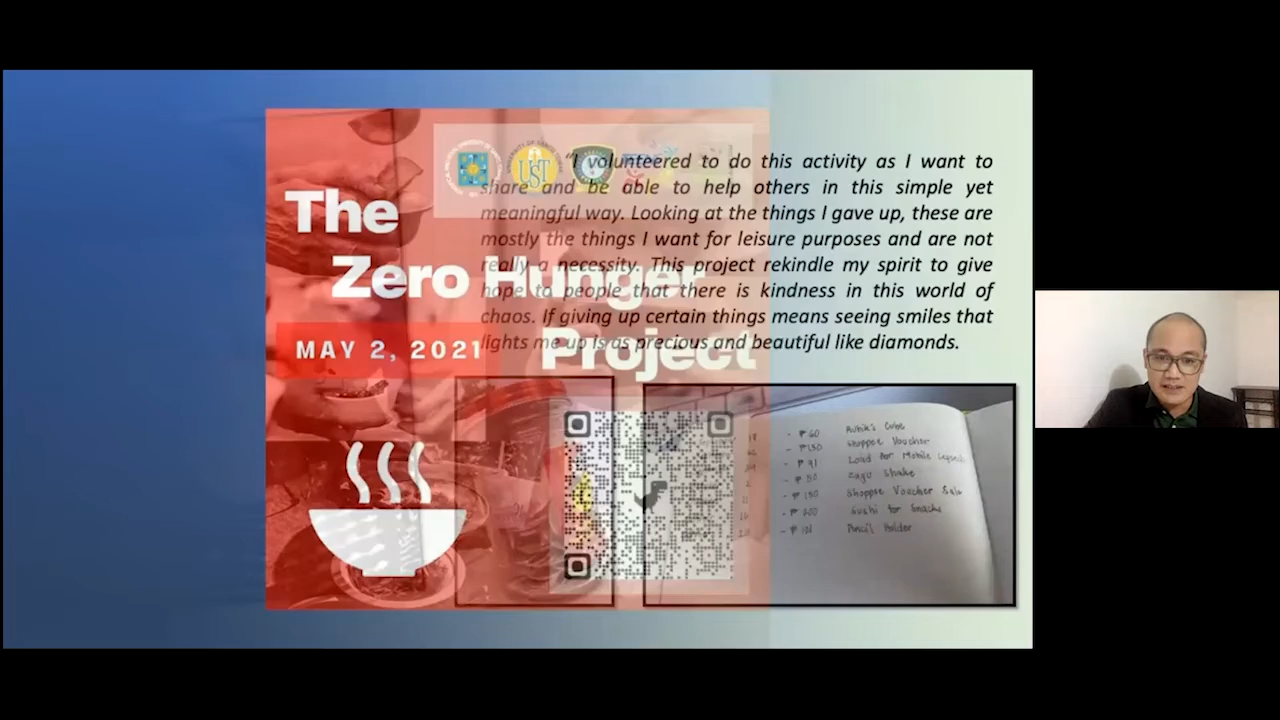 The
Zero Hunger
Project
MAY 2, 2021
UST
"I volunteered to do this activity as I want to
share and be able to help others in this simple yet
meaningful way. Looking at the things I gave up, these are
mostly the things I want for leisure purposes and are not
really a necessity. This project rekindle my spirit to give
hope to people that there is kindness in this world of
chaos. If giving up certain things means seeing smiles that
lights me up is as precious and beautiful like diamonds.
- ₱ 60 Rubik's Cube
- ₱ 150 Shoppee Voucher
- ₱ 91 Load for Mobile
- ₱ 50 Zagu Shake
- ₱ 150 Shoppee Voucher
- ₱ 200 Sushi for Snacks
- ₱ Pencil Holder